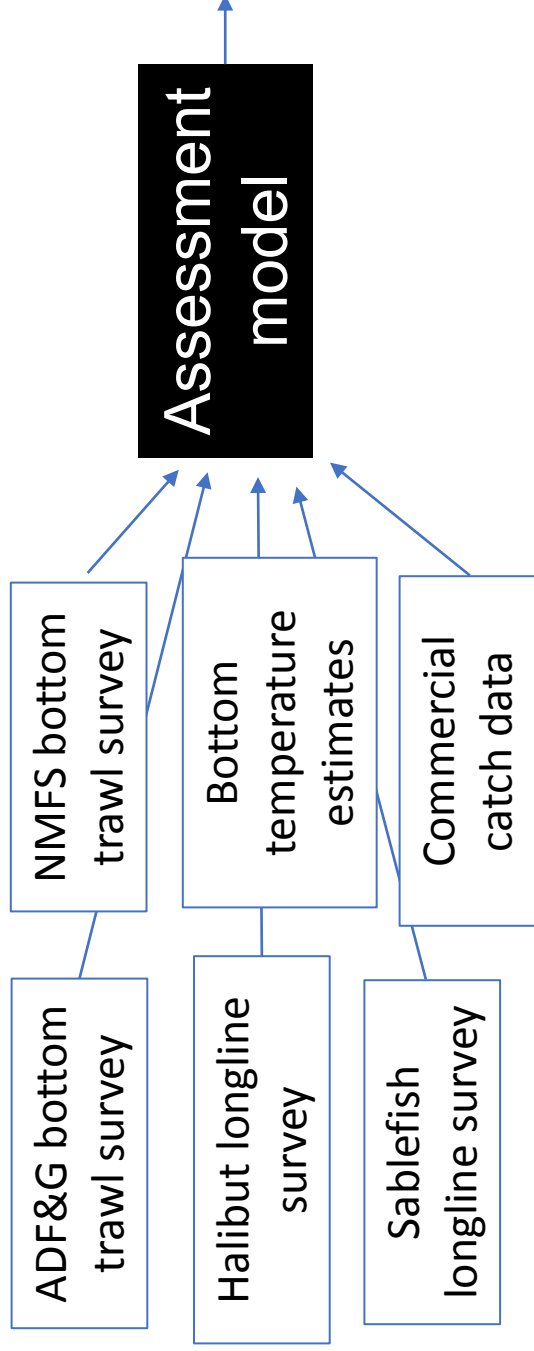 ADF&G bottom
trawl survey
NMFS bottom
trawl survey
Halibut longline
survey
Bottom
temperature
estimates
Sablefish
longline survey
Commercial
catch data
Assessment
model